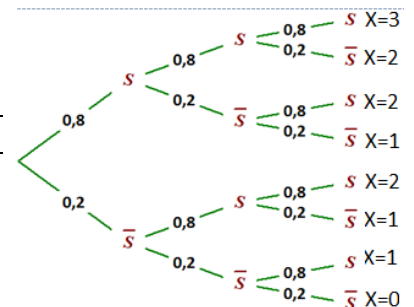 0,8 S X=3
S
0,8 0,2 S̅ X=2
S
0,8 0,2 0,8 S X=2
S̅
0,2 S̅ X=1
0,8 S X=2
S
0,2 0,8 0,2 S̅ X=1
S̅
0,2 0,8 S X=1
S̅
0,2 S̅ X=0